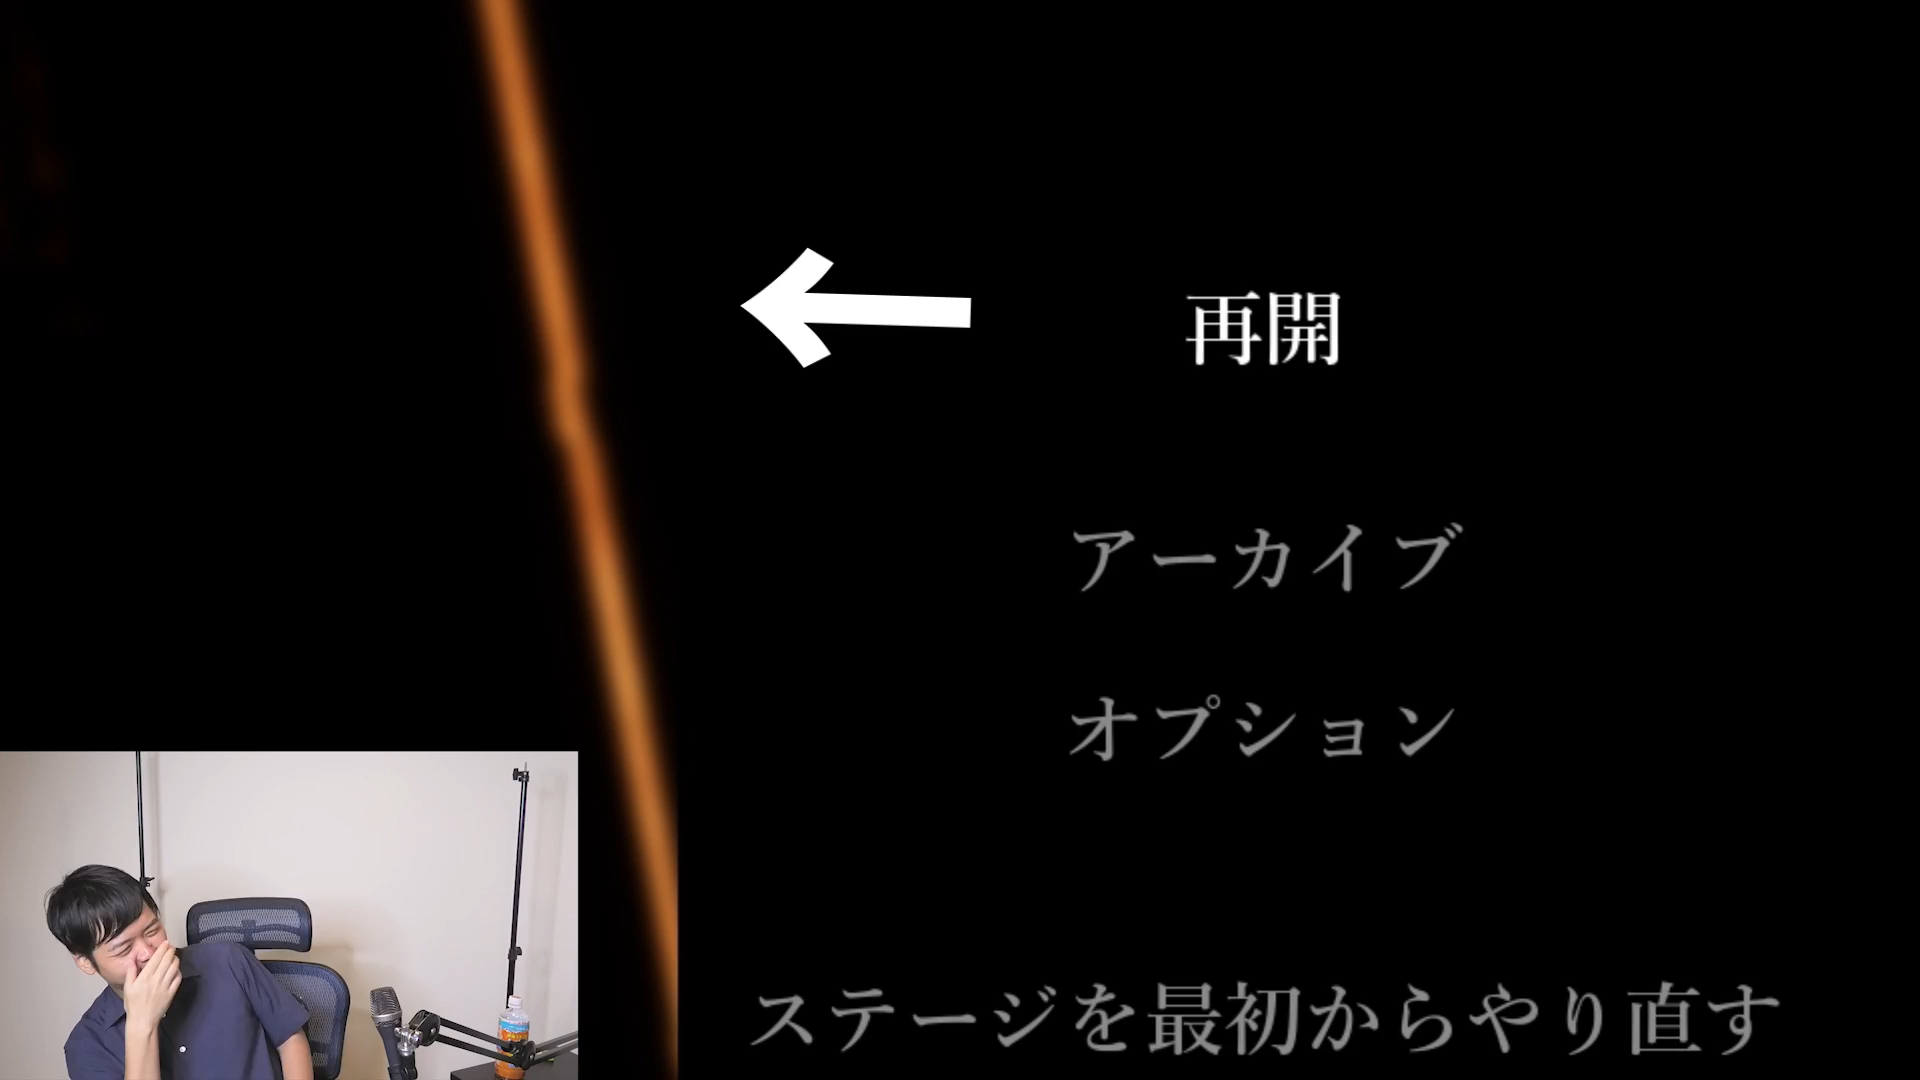 再開
アーカイブ
オプション
ステージを最初からやり直す